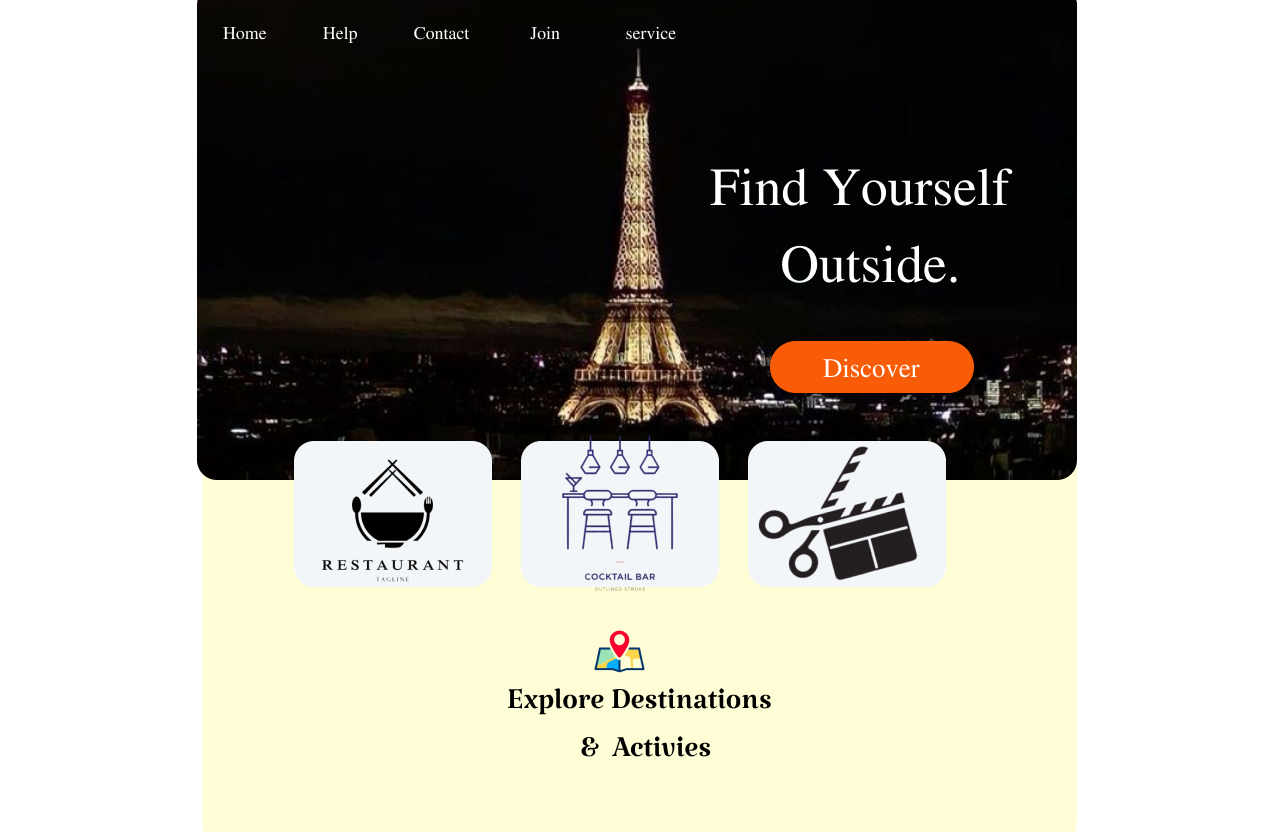 Home Help Contact Join service
Find Yourself
Outside.
Discover
RESTAURANT
TAGLINE
COCKTAIL BAR
OUTLINED STROKE
Explore Destinations
& Activies